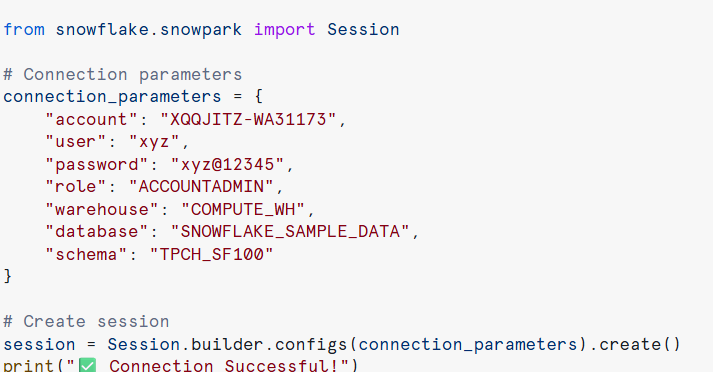 from snowflake.snowpark import Session
# Connection parameters
connection_parameters = {
    "account": "XQQJITZ-WA31173",
    "user": "xyz",
    "password": "xyz@12345",
    "role": "ACCOUNTADMIN",
    "warehouse": "COMPUTE_WH",
    "database": "SNOWFLAKE_SAMPLE_DATA",
    "schema": "TPCH_SF100"
}
# Create session
session = Session.builder.configs(connection_parameters).create()
print("✅ Connection Successful!")